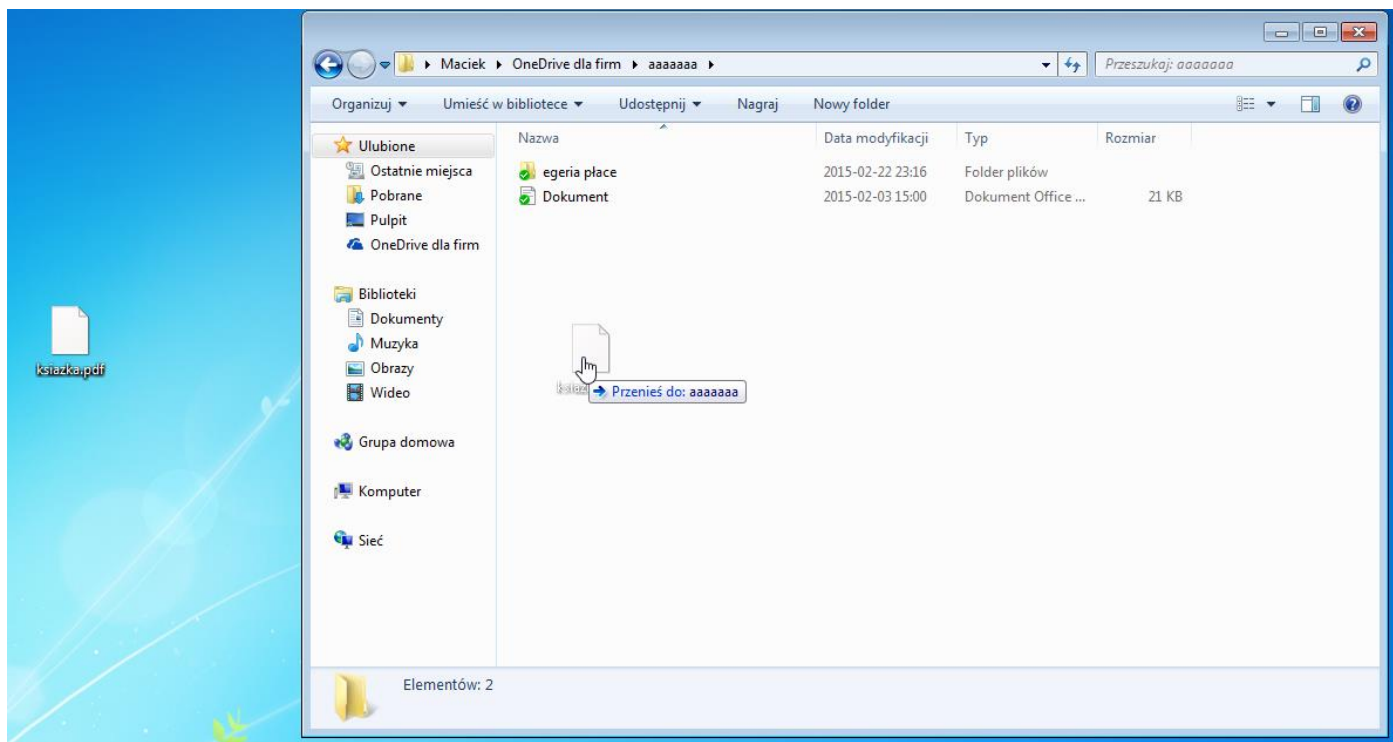 Maciek OneDrive dla firm aaaaaaa
Przeszukaj: aaaaaaa
Organizuj Umieść w bibliotece Udostępnij Nagraj Nowy folder
Nazwa Data modyfikacji Typ Rozmiar
Ulubione
Ostatnie miejsca
Pobrane
Pulpit
OneDrive dla firm
Biblioteki
Dokumenty
Muzyka
Obrazy
Wideo
Grupa domowa
Komputer
Sieć
egeria płace 2015-02-22 23:16 Folder plików
Dokument 2015-02-03 15:00 Dokument Office ... 21 KB
ksiazka.pdf
Przenieś do: aaaaaaa
Elementów: 2